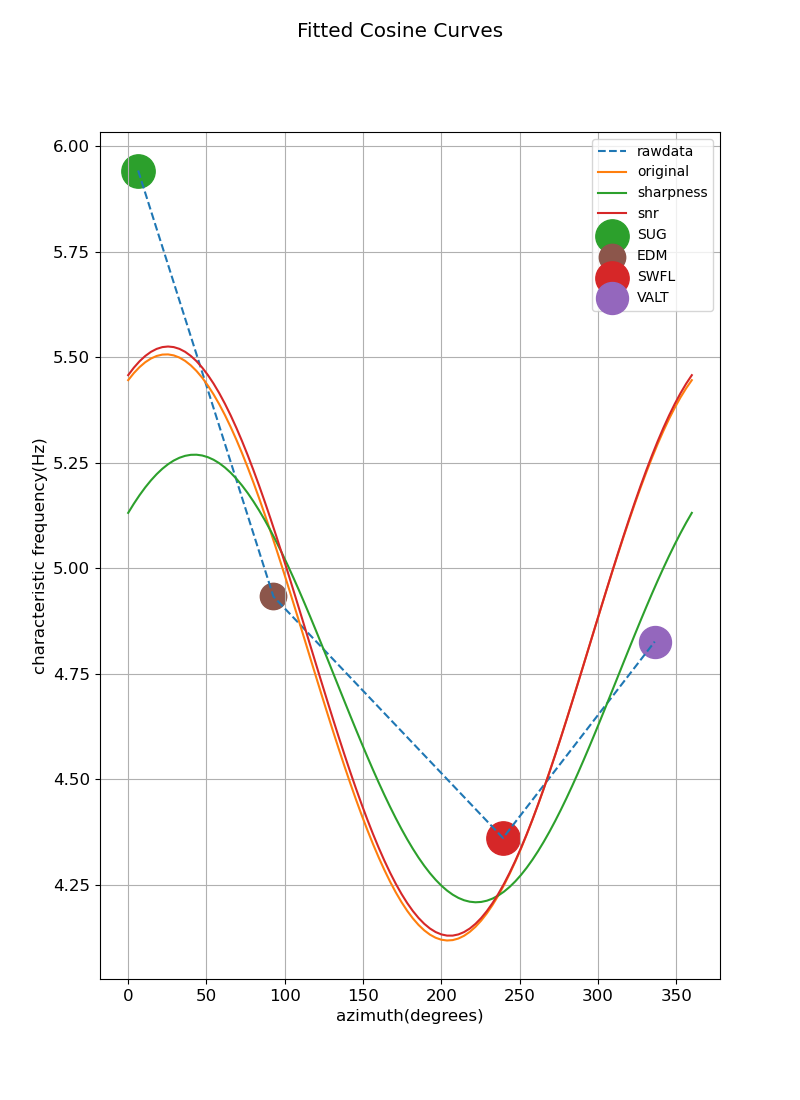 Fitted Cosine Curves
6.00
5.75
5.50
5.25
5.00
4.75
4.50
4.25
characteristic frequency(Hz)
rawdata
original
sharpness
snr
SUG
EDM
SWFL
VALT
0 50 100 150 200 250 300 350
azimuth(degrees)